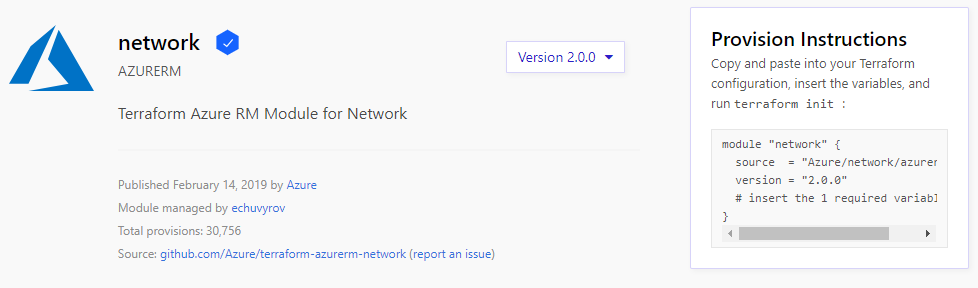 network
AZURERM
Version 2.0.0
Terraform Azure RM Module for Network
Published February 14, 2019 by Azure
Module managed by echuvyrov
Total provisions: 30,756
Source: github.com/Azure/terraform-azurerm-network (report an issue)
Provision Instructions
Copy and paste into your Terraform
configuration, insert the variables, and
run terraform init :
module "network" {
  source  = "Azure/network/azurer
  version = "2.0.0"
  # insert the 1 required variabl
}